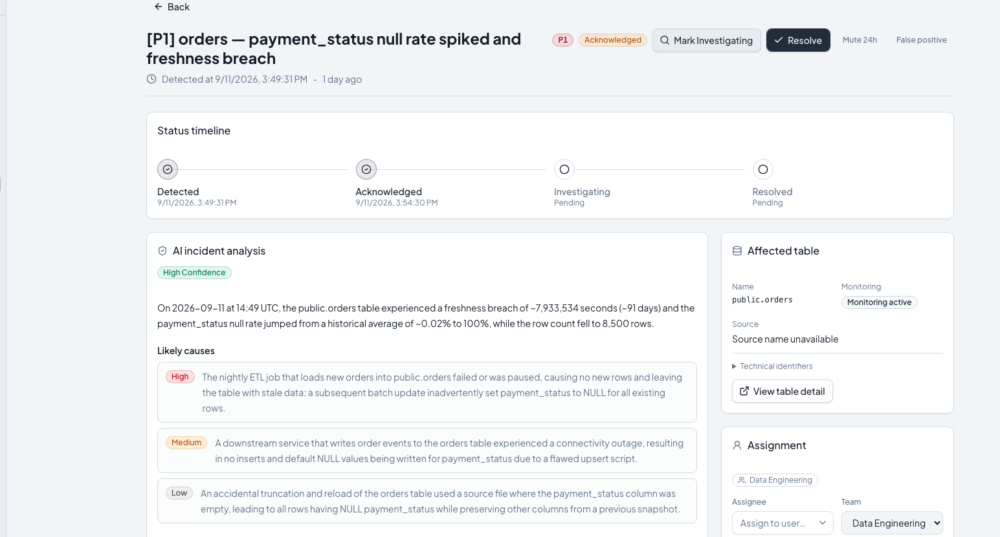 Back
[P1] orders — payment_status null rate spiked and
freshness breach
P1
Acknowledged
Mark Investigating
Resolve
Mute 24h
False positive
Detected at 9/11/2026, 3:49:31 PM - 1 day ago
Status timeline
Detected
9/11/2026, 3:49:31 PM
Acknowledged
9/11/2026, 3:54:30 PM
Investigating
Pending
Resolved
Pending
AI incident analysis
High Confidence
On 2026-09-11 at 14:49 UTC, the public.orders table experienced a freshness breach of ~7,933,534 seconds (~91 days) and the
payment_status null rate jumped from a historical average of ~0.02% to 100%, while the row count fell to 8,500 rows.
Likely causes
High
The nightly ETL job that loads new orders into public.orders failed or was paused, causing no new rows and leaving
the table with stale data; a subsequent batch update inadvertently set payment_status to NULL for all existing
rows.
Medium
A downstream service that writes order events to the orders table experienced a connectivity outage, resulting
in no inserts and default NULL values being written for payment_status due to a flawed upsert script.
Low
An accidental truncation and reload of the orders table used a source file where the payment_status column was
empty, leading to all rows having NULL payment_status while preserving other columns from a previous snapshot.
Affected table
Name
public.orders
Monitoring
Monitoring active
Source
Source name unavailable
Technical identifiers
View table detail
Assignment
Data Engineering
Assignee
Assign to user...
Team
Data Engineering